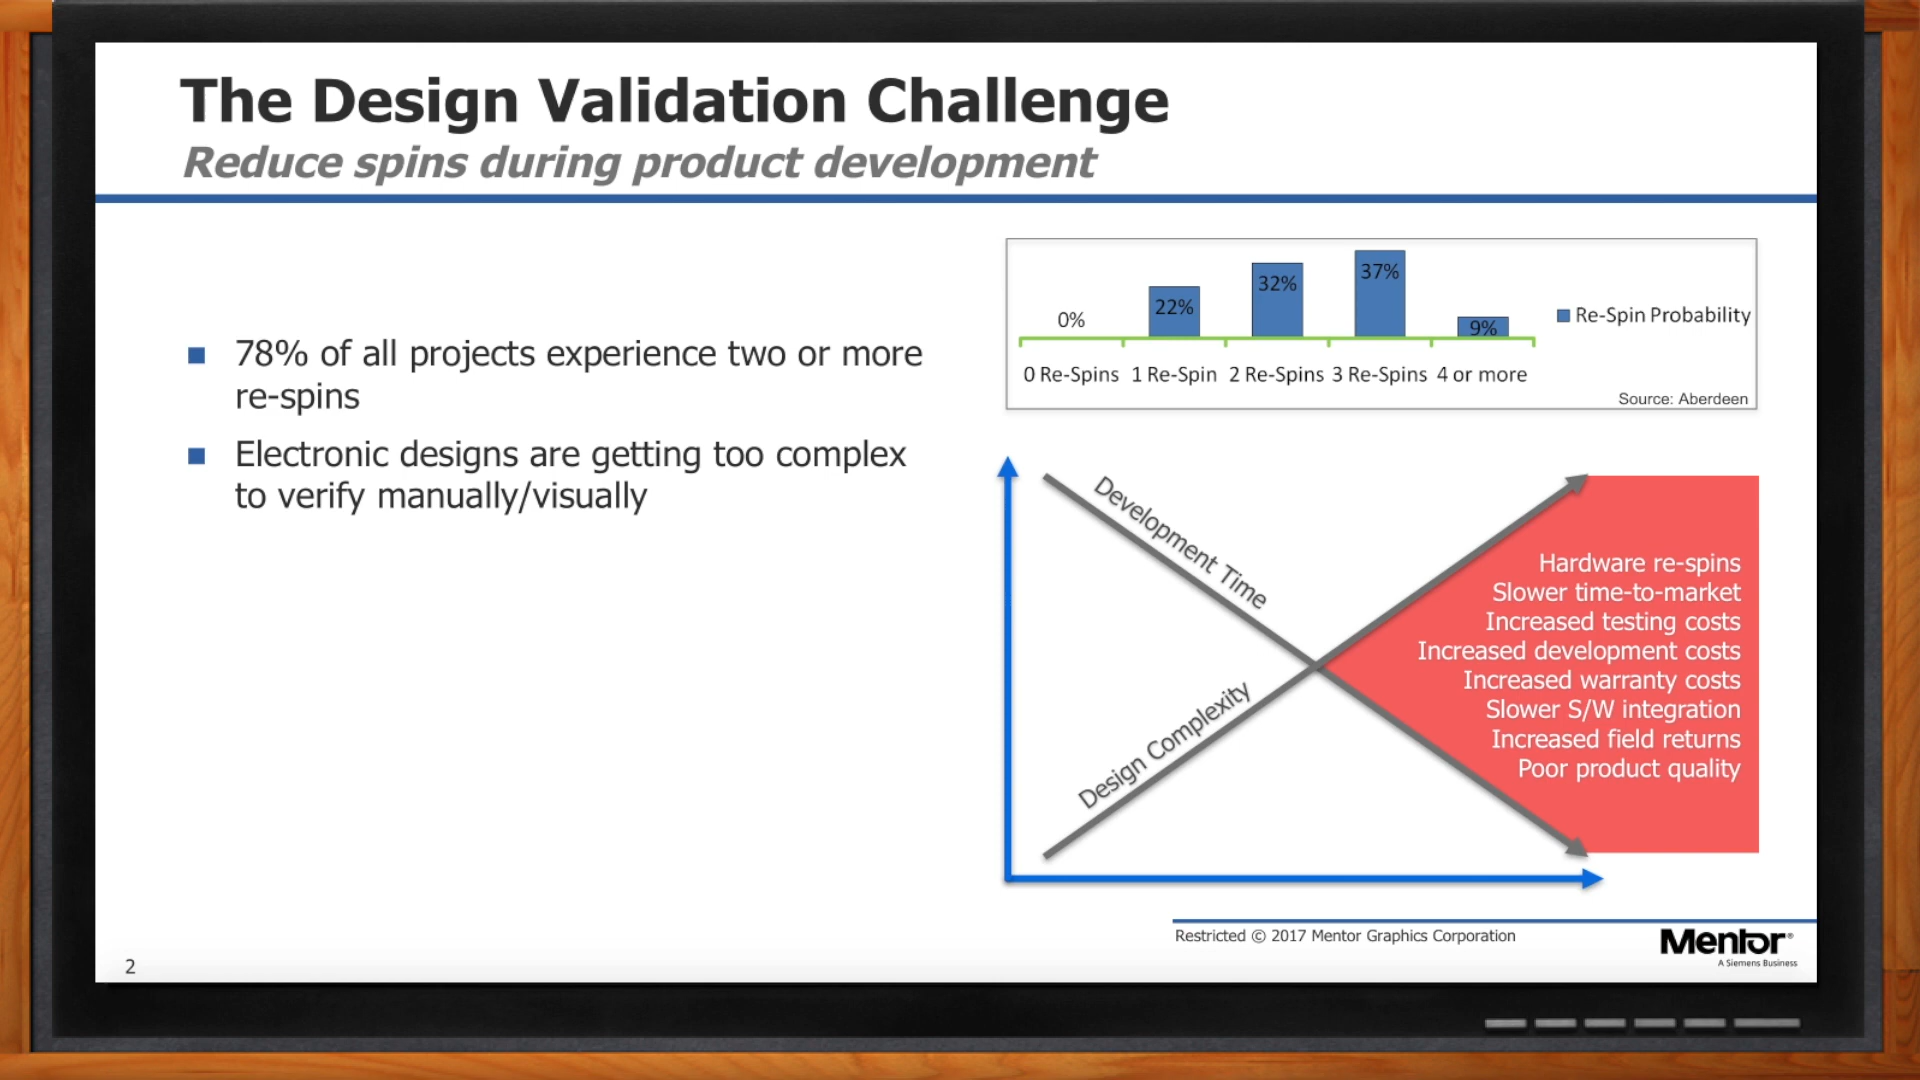 The Design Validation Challenge
Reduce spins during product development
78% of all projects experience two or more
re-spins
Electronic designs are getting too complex
to verify manually/visually
0%
22%
32%
37%
9%
Re-Spin Probability
0 Re-Spins 1 Re-Spin 2 Re-Spins 3 Re-Spins 4 or more
Source: Aberdeen
Development Time
Design Complexity
Hardware re-spins
Slower time-to-market
Increased testing costs
Increased development costs
Increased warranty costs
Slower S/W integration
Increased field returns
Poor product quality
Restricted © 2017 Mentor Graphics Corporation
Mentor®
A Siemens Business
2